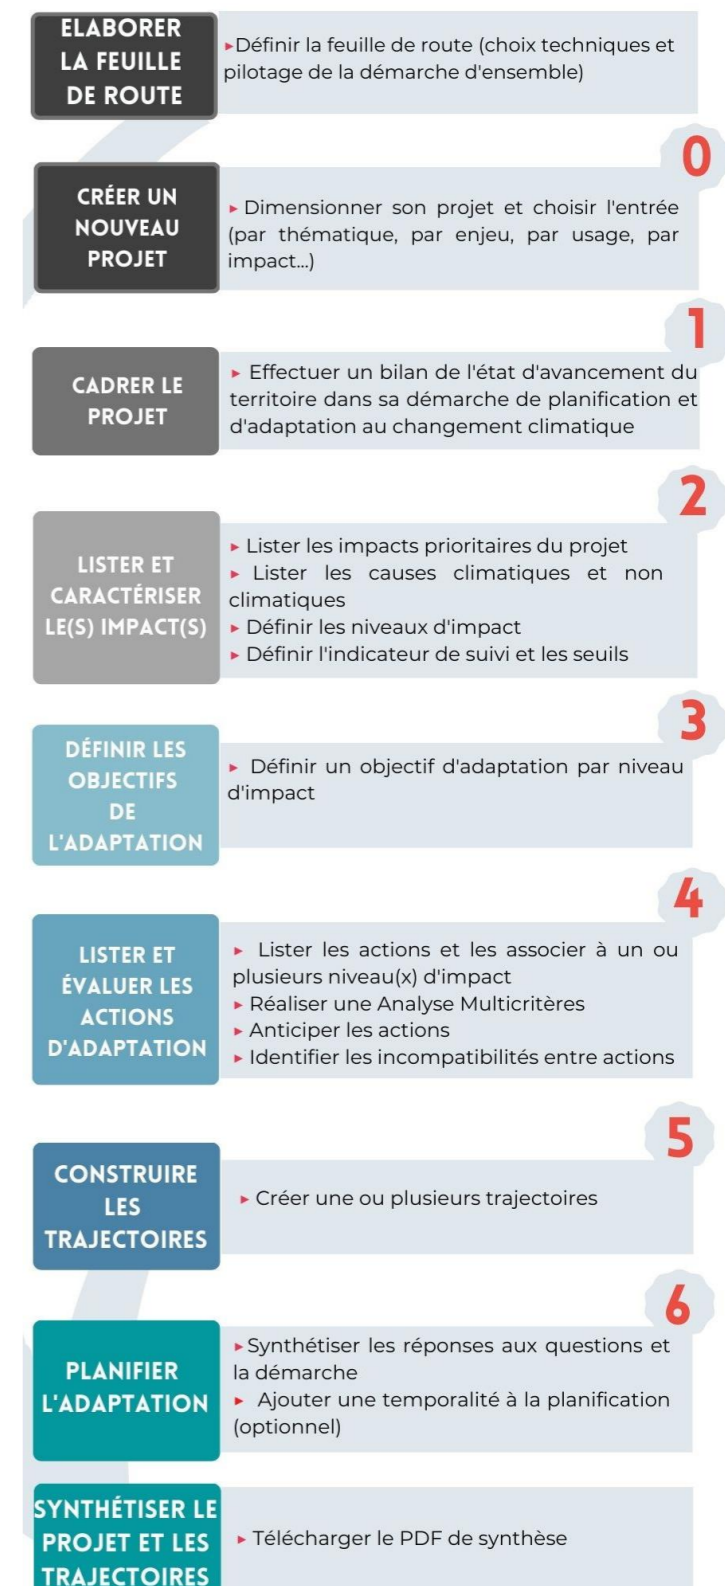 ELABORER
LA FEUILLE
DE ROUTE
▸Définir la feuille de route (choix techniques et
pilotage de la démarche d'ensemble)
0
CRÉER UN
NOUVEAU
PROJET
▸ Dimensionner son projet et choisir l'entrée
(par thématique, par enjeu, par usage, par
impact...)
1
CADRER LE
PROJET
▸ Effectuer un bilan de l'état d'avancement du
territoire dans sa démarche de planification et
d'adaptation au changement climatique
2
LISTER ET
CARACTÉRISER
LE(S) IMPACT(S)
▸ Lister les impacts prioritaires du projet
▸ Lister les causes climatiques et non
climatiques
▸ Définir les niveaux d'impact
▸ Définir l'indicateur de suivi et les seuils
3
DÉFINIR LES
OBJECTIFS
DE
L'ADAPTATION
▸ Définir un objectif d'adaptation par niveau
d'impact
4
LISTER ET
ÉVALUER LES
ACTIONS
D'ADAPTATION
▸ Lister les actions et les associer à un ou
plusieurs niveau(x) d'impact
▸ Réaliser une Analyse Multicritères
▸ Anticiper les actions
▸ Identifier les incompatibilités entre actions
5
CONSTRUIRE
LES
TRAJECTOIRES
▸ Créer une ou plusieurs trajectoires
6
PLANIFIER
L'ADAPTATION
▸Synthétiser les réponses aux questions et
la démarche
▸ Ajouter une temporalité à la planification
(optionnel)
SYNTHÉTISER LE
PROJET ET LES
TRAJECTOIRES
▸ Télécharger le PDF de synthèse